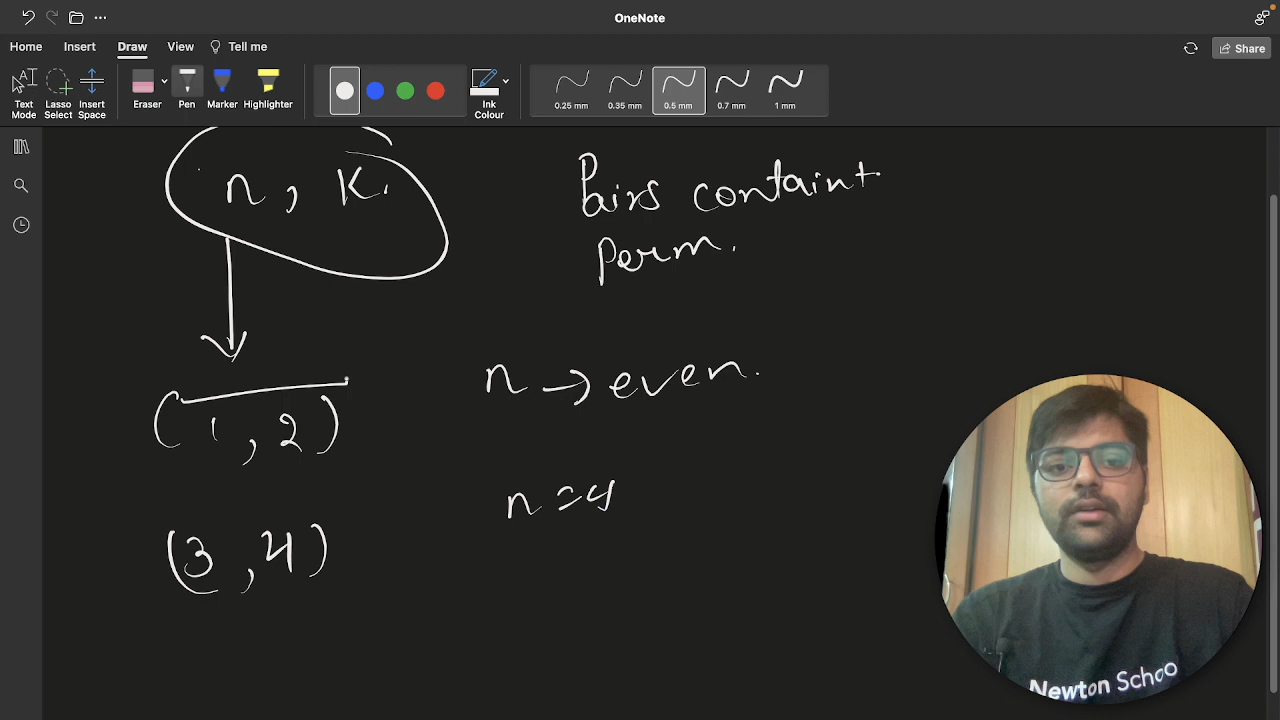 OneNote
Home Insert Draw View Tell me
Share
Text Mode
Lasso Select
Insert Space
Eraser
Pen
Marker
Highlighter
Ink Colour
0.25 mm
0.35 mm
0.5 mm
0.7 mm
1 mm
n, K.
Pairs containt
perm.
(1, 2)
n → even.
n = 4
(3, 4)
Newton Schoo